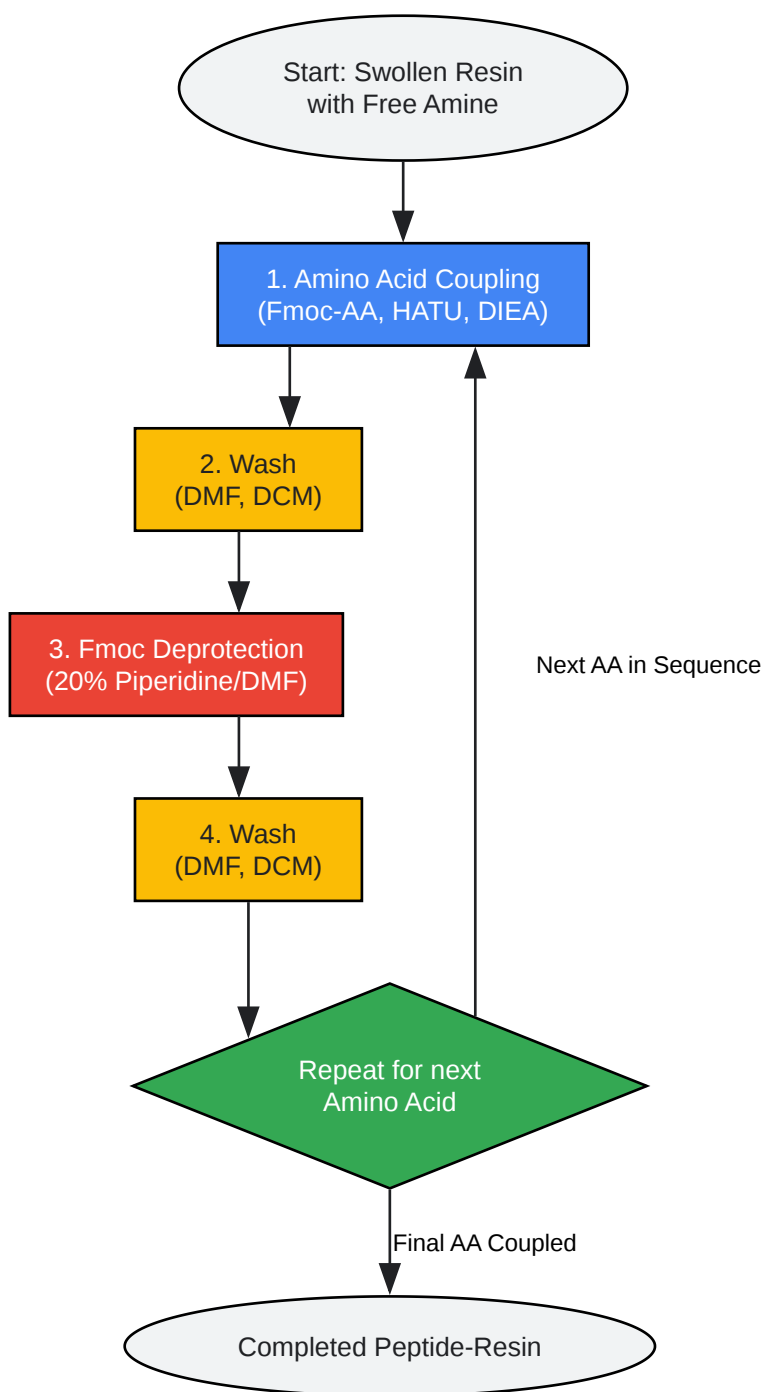 Start: Swollen Resin
with Free Amine
1. Amino Acid Coupling
(Fmoc-AA, HATU, DIEA)
2. Wash
(DMF, DCM)
3. Fmoc Deprotection
(20% Piperidine/DMF)
Next AA in Sequence
4. Wash
(DMF, DCM)
Repeat for next
Amino Acid
Final AA Coupled
Completed Peptide-Resin